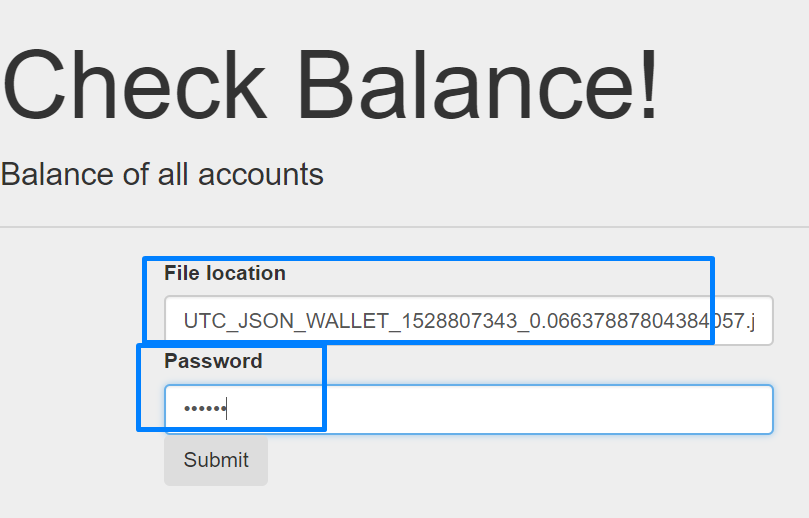 Check Balance!
Balance of all accounts
File location
UTC_JSON_WALLET_1528807343_0.06637887804384057.j
Password
••••••
Submit